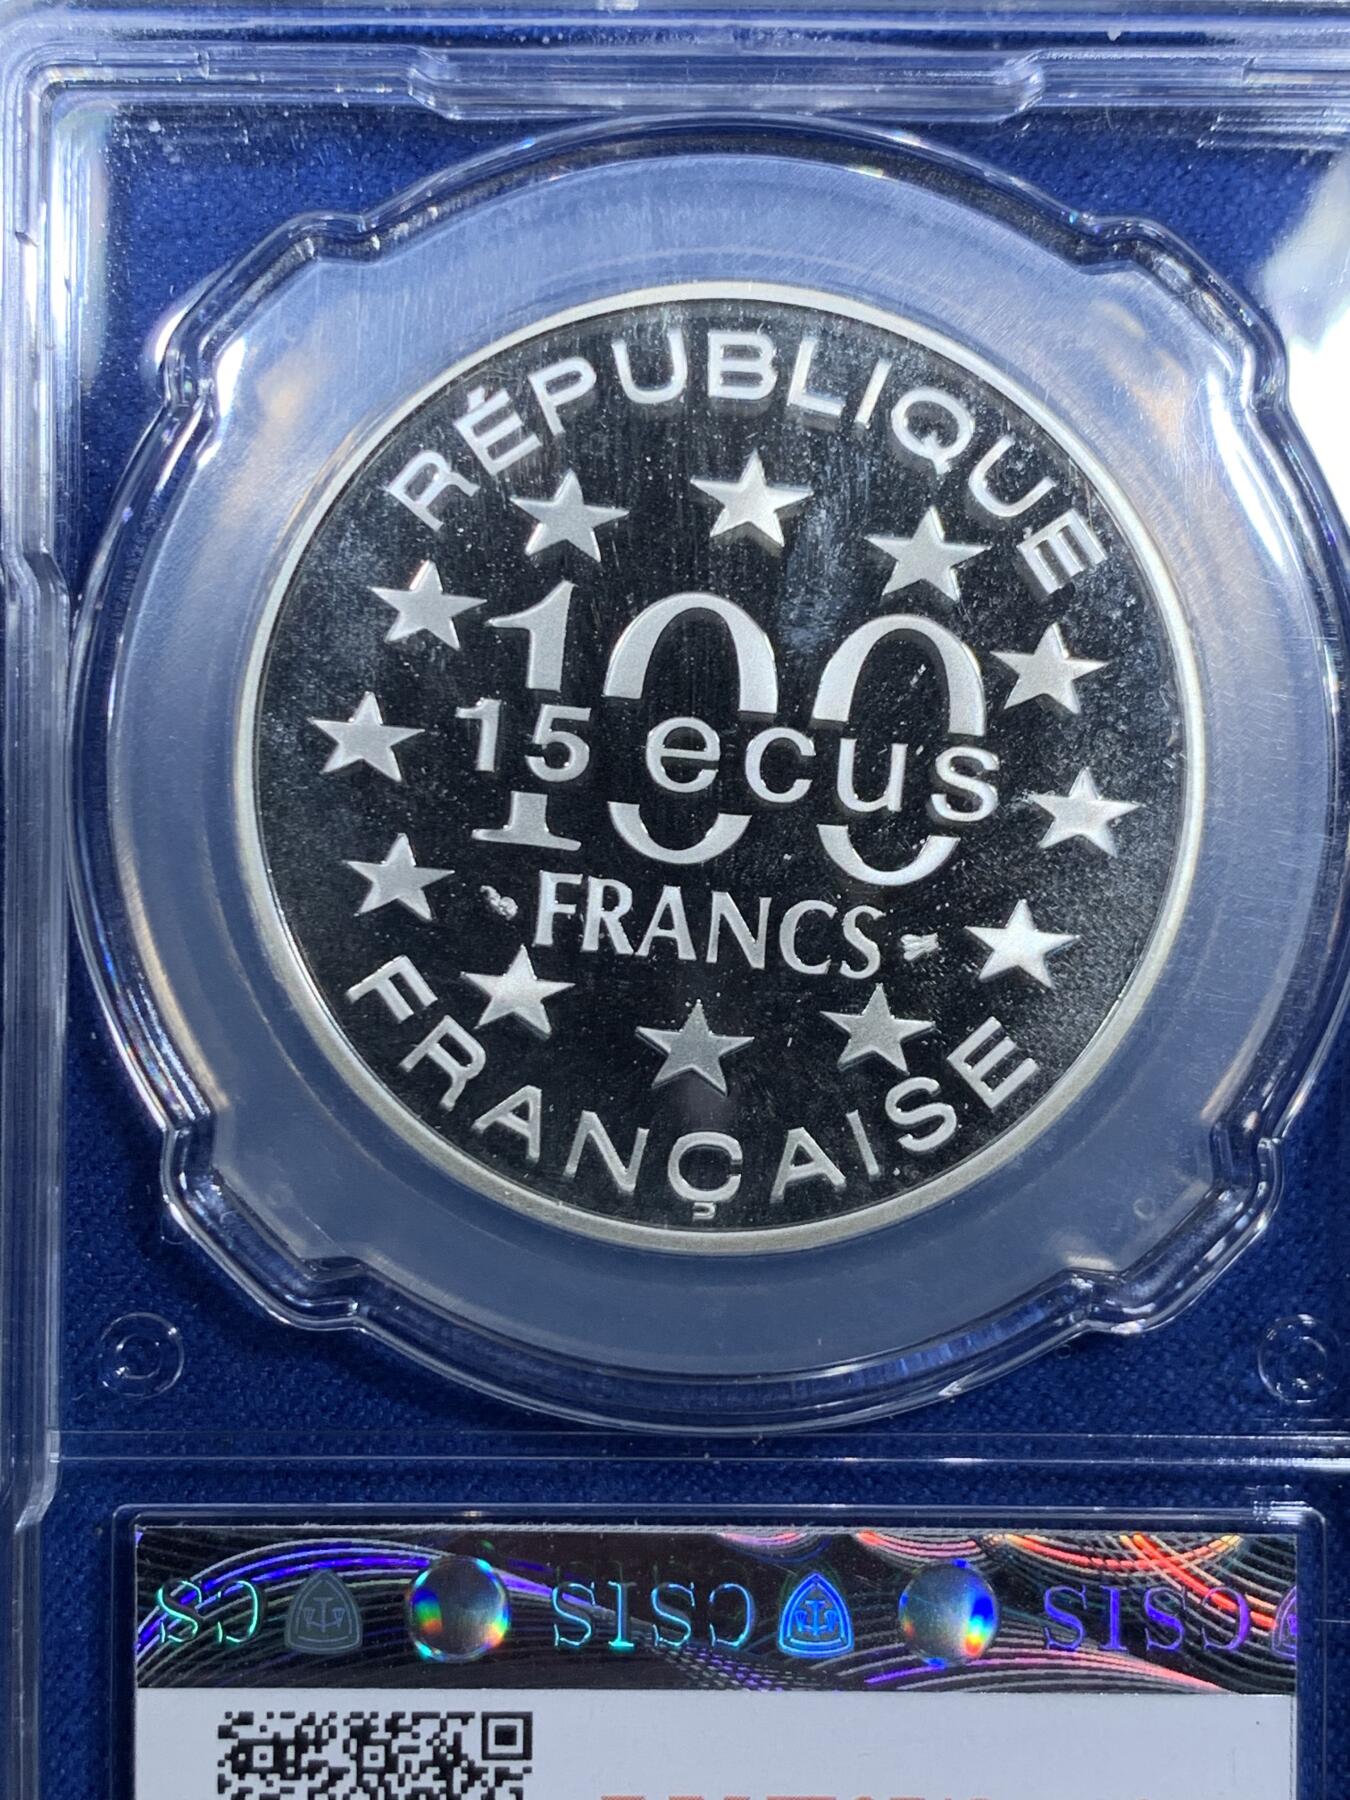 RÉPUBLIQUE
100
15 ecus
FRANCS
FRANÇAISE
CSIS CSIS CS